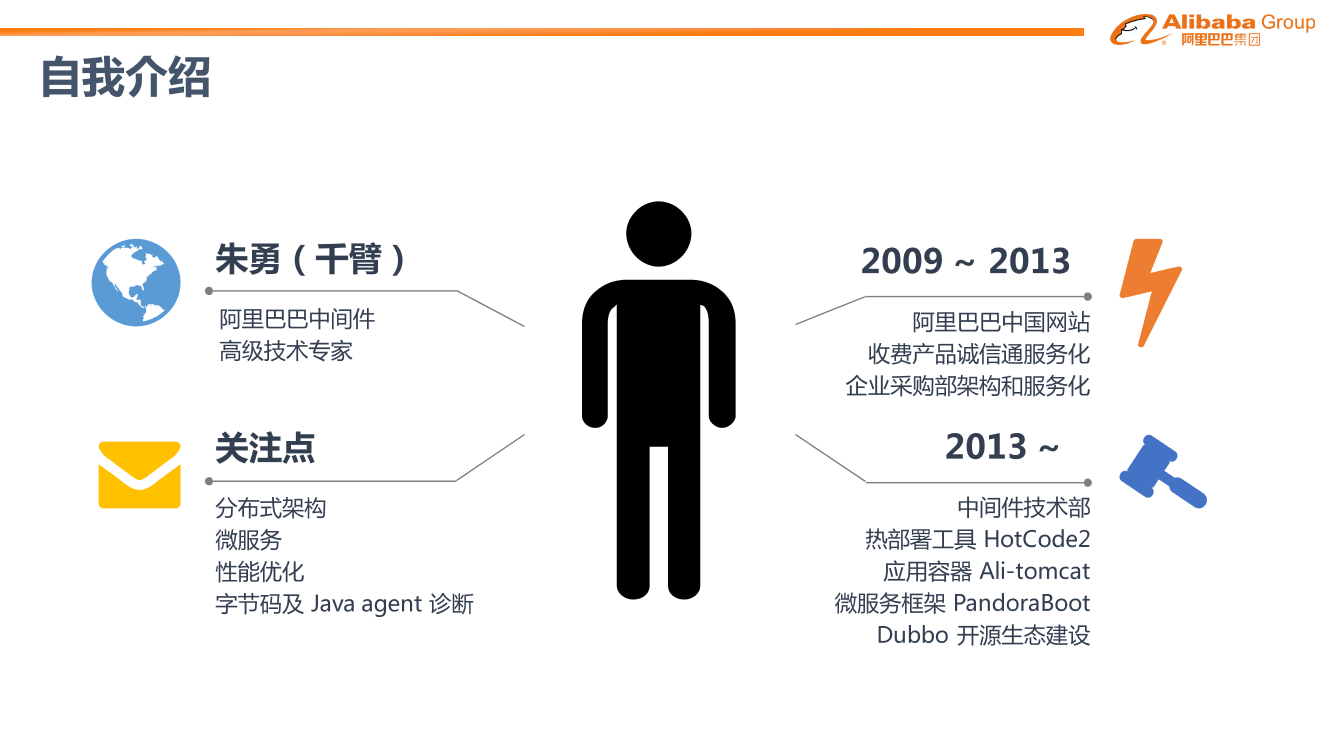 Alibaba Group
阿里巴巴集团
自我介绍
朱勇（千臂）
阿里巴巴中间件
高级技术专家
关注点
分布式架构
微服务
性能优化
字节码及 Java agent 诊断
2009 ~ 2013
阿里巴巴中国网站
收费产品诚信通服务化
企业采购部架构和服务化
2013 ~
中间件技术部
热部署工具 HotCode2
应用容器 Ali-tomcat
微服务框架 PandoraBoot
Dubbo 开源生态建设